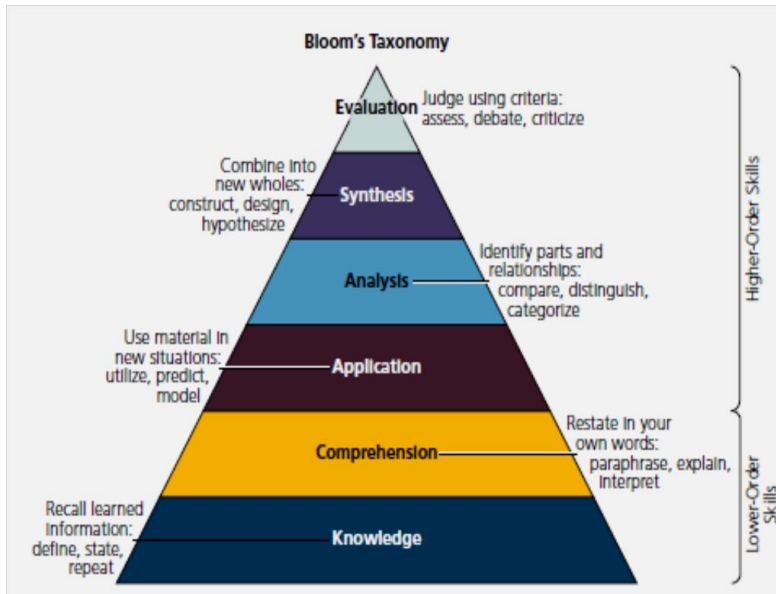 Bloom's Taxonomy
Evaluation
Judge using criteria:
assess, debate, criticize
Combine into
new wholes:
construct, design,
hypothesize
Synthesis
Analysis
Identify parts and
relationships:
compare, distinguish,
categorize
Use material in
new situations:
utilize, predict,
model
Application
Comprehension
Restate in your
own words:
paraphrase, explain,
interpret
Recall learned
information:
define, state,
repeat
Knowledge
Higher-Order Skills
Lower-Order
Skills